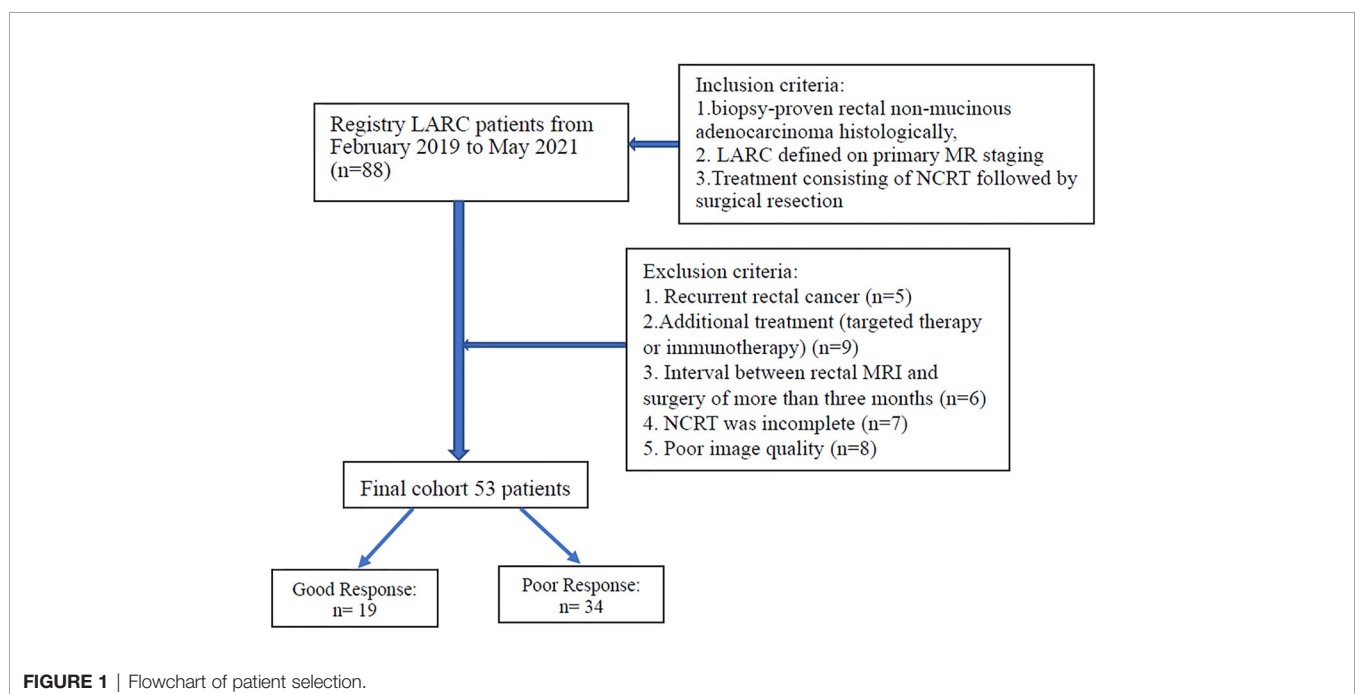 Registry LARC patients from
February 2019 to May 2021
(n=88)
Inclusion criteria:
1.biopsy-proven rectal non-mucinous
adenocarcinoma histologically,
2. LARC defined on primary MR staging
3.Treatment consisting of NCRT followed by
surgical resection
Exclusion criteria:
1. Recurrent rectal cancer (n=5)
2.Additional treatment (targeted therapy
or immunotherapy) (n=9)
3. Interval between rectal MRI and
surgery of more than three months (n=6)
4. NCRT was incomplete (n=7)
5. Poor image quality (n=8)
Final cohort 53 patients
Good Response:
n= 19
Poor Response:
n= 34
FIGURE 1 | Flowchart of patient selection.